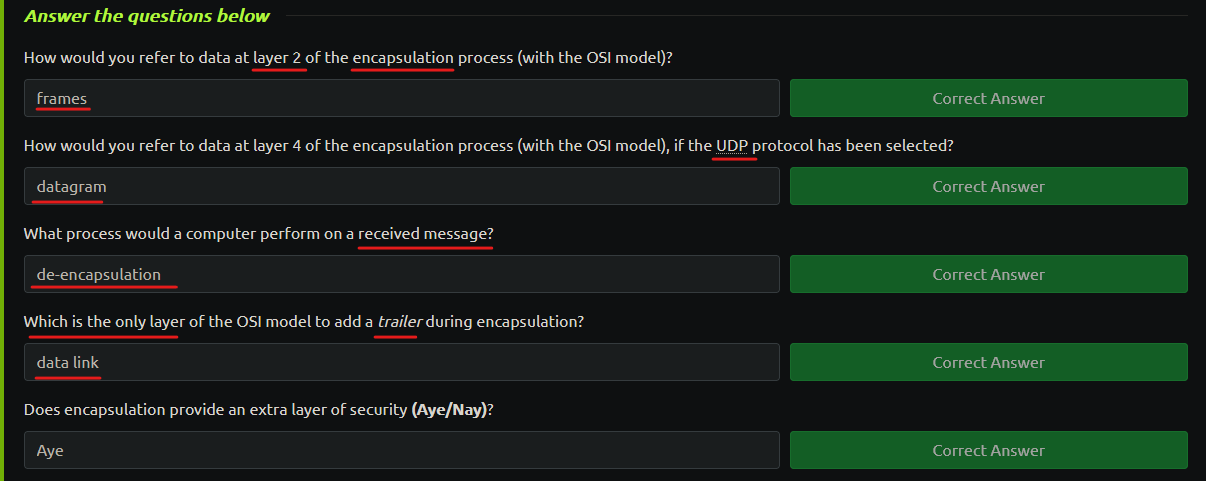 Answer the questions below
How would you refer to data at layer 2 of the encapsulation process (with the OSI model)?
frames
Correct Answer
How would you refer to data at layer 4 of the encapsulation process (with the OSI model), if the UDP protocol has been selected?
datagram
Correct Answer
What process would a computer perform on a received message?
de-encapsulation
Correct Answer
Which is the only layer of the OSI model to add a trailer during encapsulation?
data link
Correct Answer
Does encapsulation provide an extra layer of security (Aye/Nay)?
Aye
Correct Answer